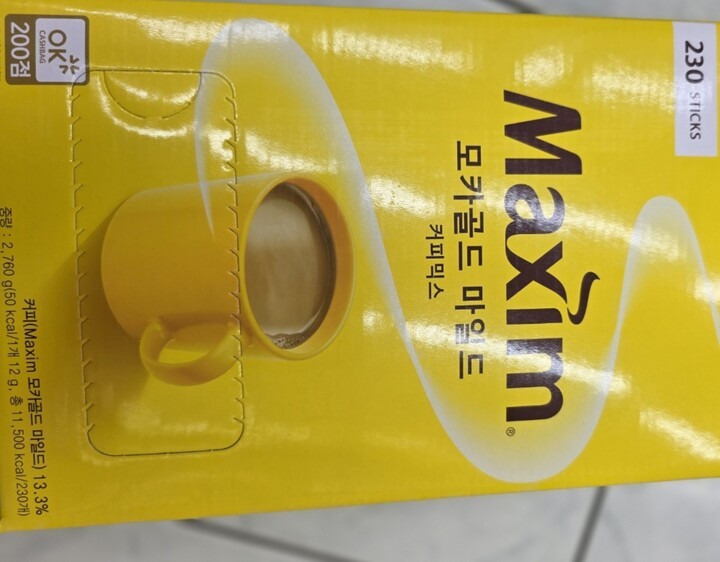 230 STICKS
Maxim®
모카골드 마일드
커피믹스
OK
CASHBAG
200점
커피(Maxim 모카골드 마일드) 13.3%
중량 : 2,760 g(50 kcal/1개 12 g, 총 11,500 kcal/230개)